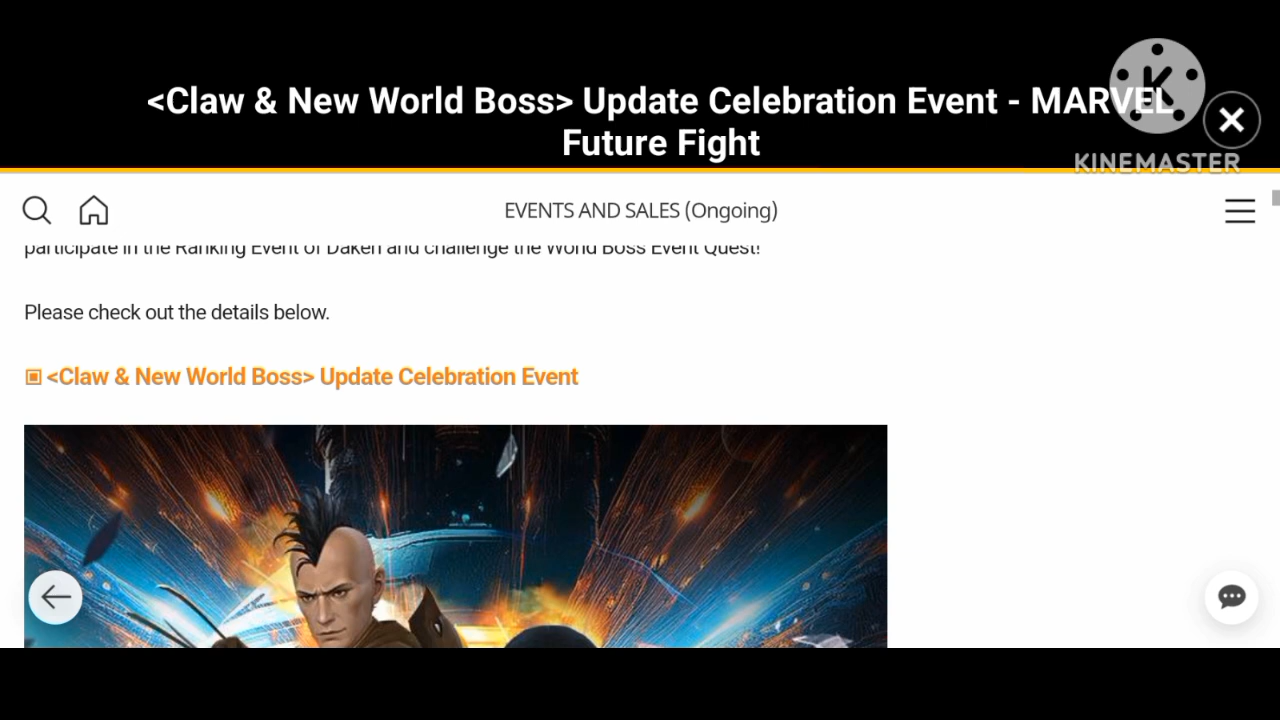 <Claw & New World Boss> Update Celebration Event - MARVEL
Future Fight
KINEMASTER
EVENTS AND SALES (Ongoing)
participate in the Ranking Event of Daken and challenge the World Boss Event Quest!
Please check out the details below.
▣ <Claw & New World Boss> Update Celebration Event